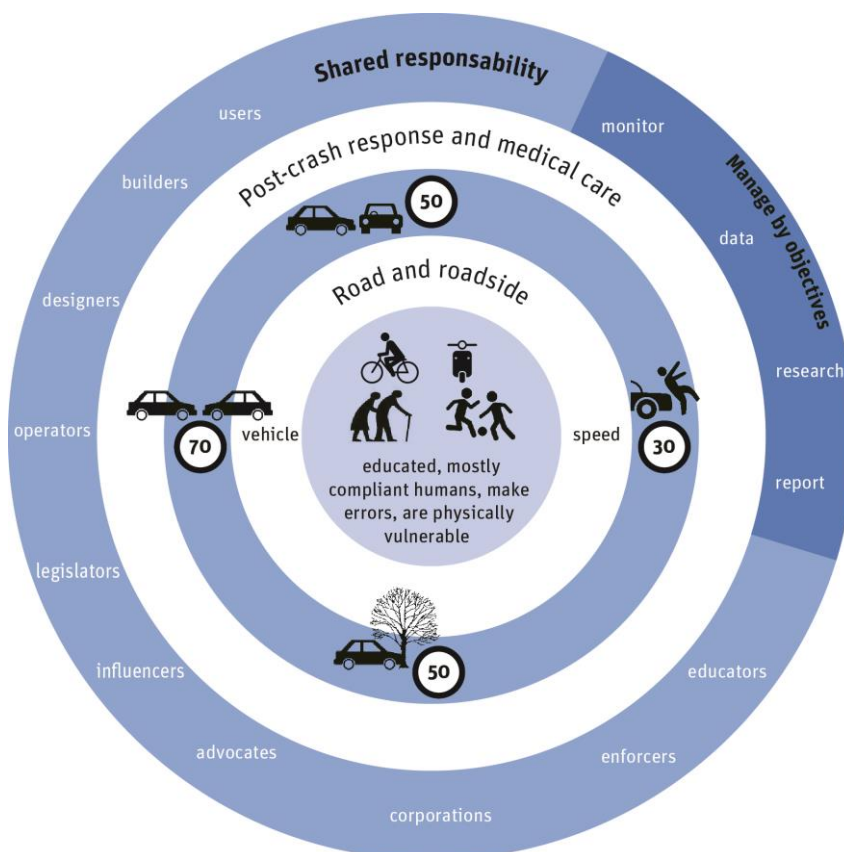 Shared responsability
users
builders
designers
operators
legislators
influencers
advocates
corporations
enforcers
educators
Manage by objectives
monitor
data
research
report
Post-crash response and medical care
50
Road and roadside
70
vehicle
speed
30
educated, mostly
compliant humans, make
errors, are physically
vulnerable
50